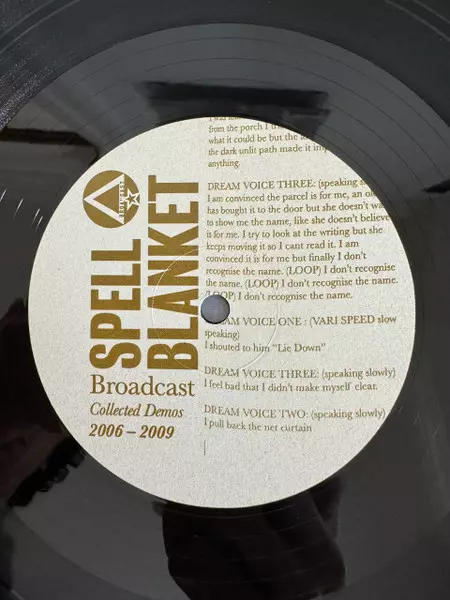 SPELL
BLANKET
Broadcast
Collected Demos
2006 – 2009
from the porch I
what it could be but the
the dark unlit path made it
anything.
DREAM VOICE THREE: (speaking
I am convinced the parcel is for me, an
has bought it to the door but she doesn't
to show me the name, like she doesn't believe
it is for me. I try to look at the writing but she
keeps moving it so I cant read it. I am
convinced it is for me but finally I don't
recognise the name. (LOOP) I don't recognise
the name. (LOOP) I don't recognise the name.
(LOOP) I don't recognise the name.
VOICE ONE : (VARI SPEED slow
speaking)
I shouted to him “Lie Down”
DREAM VOICE THREE: (speaking slowly)
I feel bad that I didn't make myself clear.
DREAM VOICE TWO: (speaking slowly)
I pull back the net curtain